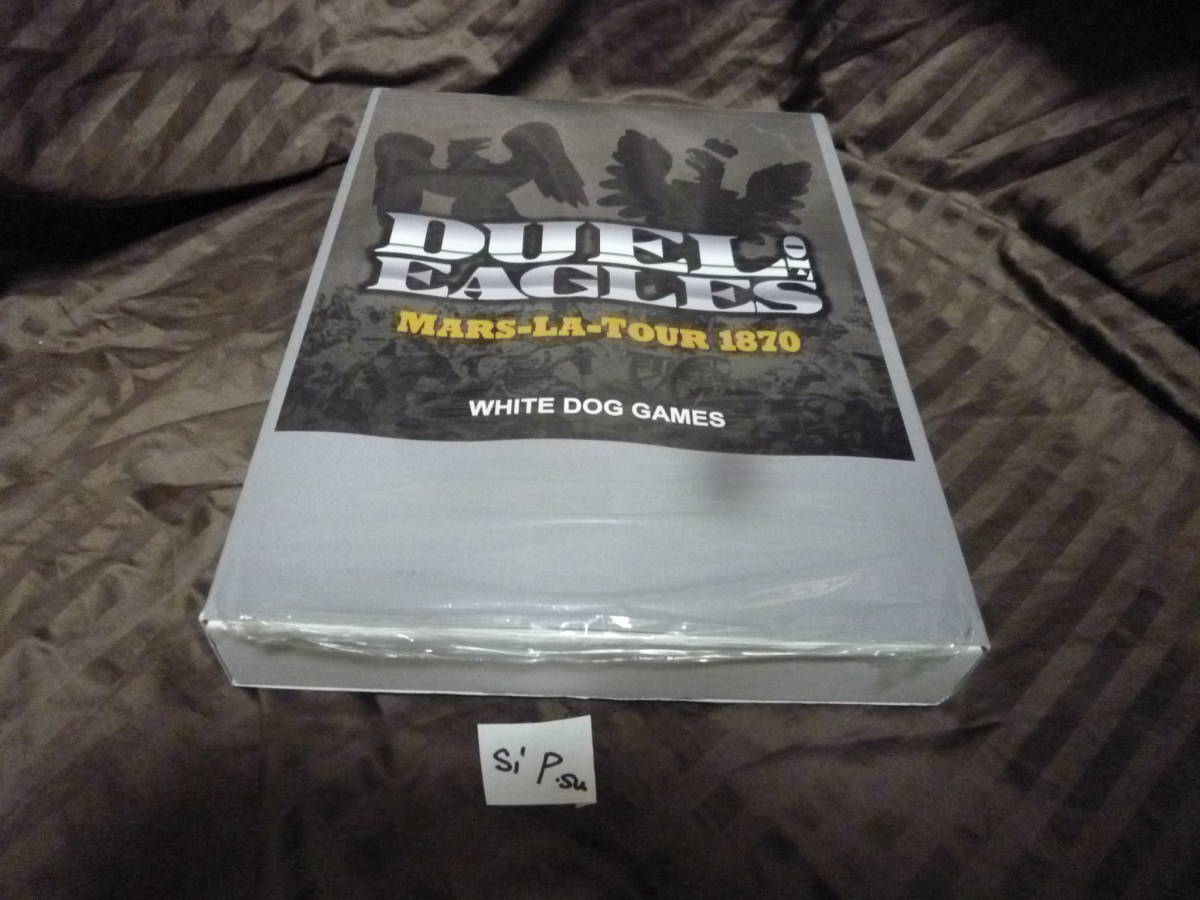 DUEL OF
EAGLES
MARS-LA-TOUR 1870
WHITE DOG GAMES
si P.su